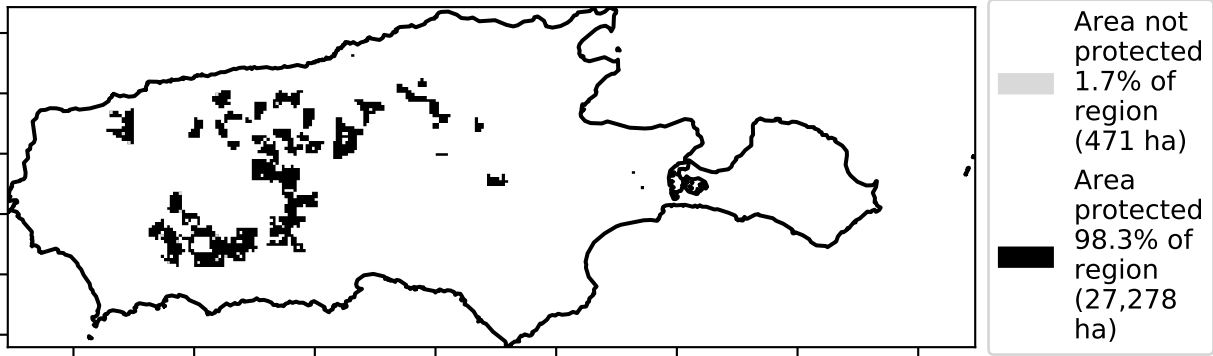 Area not
protected
1.7% of
region
(471 ha)
Area
protected
98.3% of
region
(27,278
ha)